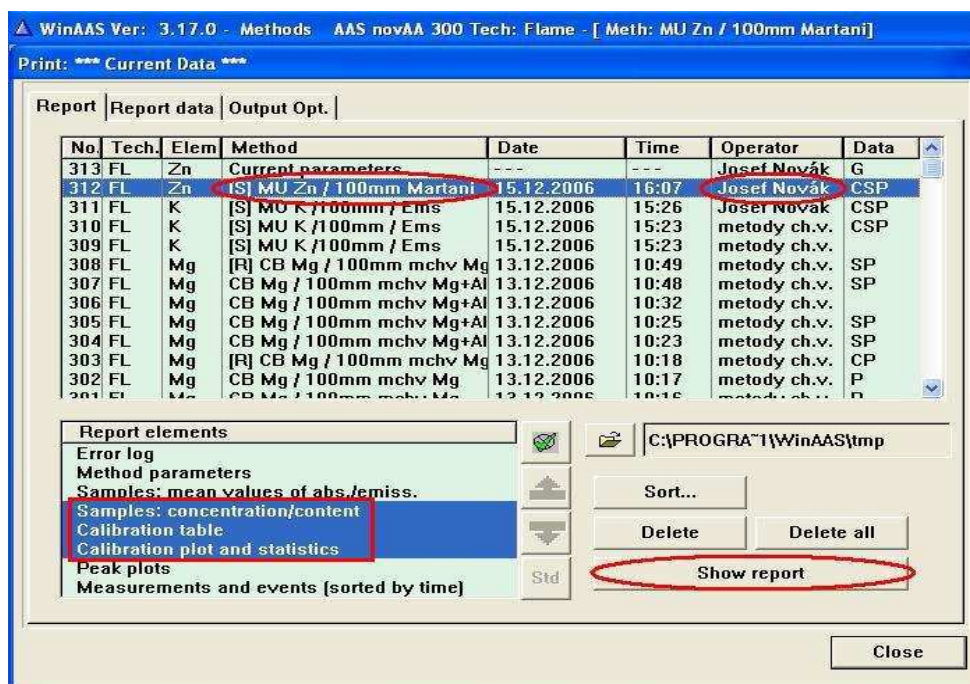 WinAAS Ver: 3.17.0 - Methods AAS novAA 300 Tech: Flame - [ Meth: MU Zn / 100mm Martani]
Print: *** Current Data ***
Report Report data Output Opt.
No. Tech. Elem Method Date Time Operator Data
313 FL Zn Current parameters --- --- Josef Novák G
312 FL Zn [S] MU Zn / 100mm Martani 15.12.2006 16:07 Josef Novák CSP
311 FL K [S] MU K /100mm / Ems 15.12.2006 15:26 Josef Novák CSP
310 FL K [S] MU K /100mm / Ems 15.12.2006 15:23 metody ch.v. CSP
309 FL K [S] MU K /100mm / Ems 15.12.2006 15:23 metody ch.v.
308 FL Mg [R] CB Mg / 100mm mchv Mg 13.12.2006 10:49 metody ch.v. SP
307 FL Mg CB Mg / 100mm mchv Mg+Al 13.12.2006 10:48 metody ch.v. SP
306 FL Mg CB Mg / 100mm mchv Mg+Al 13.12.2006 10:32 metody ch.v.
305 FL Mg CB Mg / 100mm mchv Mg+Al 13.12.2006 10:25 metody ch.v. SP
304 FL Mg CB Mg / 100mm mchv Mg+Al 13.12.2006 10:23 metody ch.v. SP
303 FL Mg [R] CB Mg / 100mm mchv Mg 13.12.2006 10:18 metody ch.v. CP
302 FL Mg CB Mg / 100mm mchv Mg 13.12.2006 10:17 metody ch.v. P
Report elements
Error log
Method parameters
Samples: mean values of abs./emiss.
Samples: concentration/content
Calibration table
Calibration plot and statistics
Peak plots
Measurements and events (sorted by time)
Std
C:\PROGRA~1\WinAAS\tmp
Sort...
Delete Delete all
Show report
Close